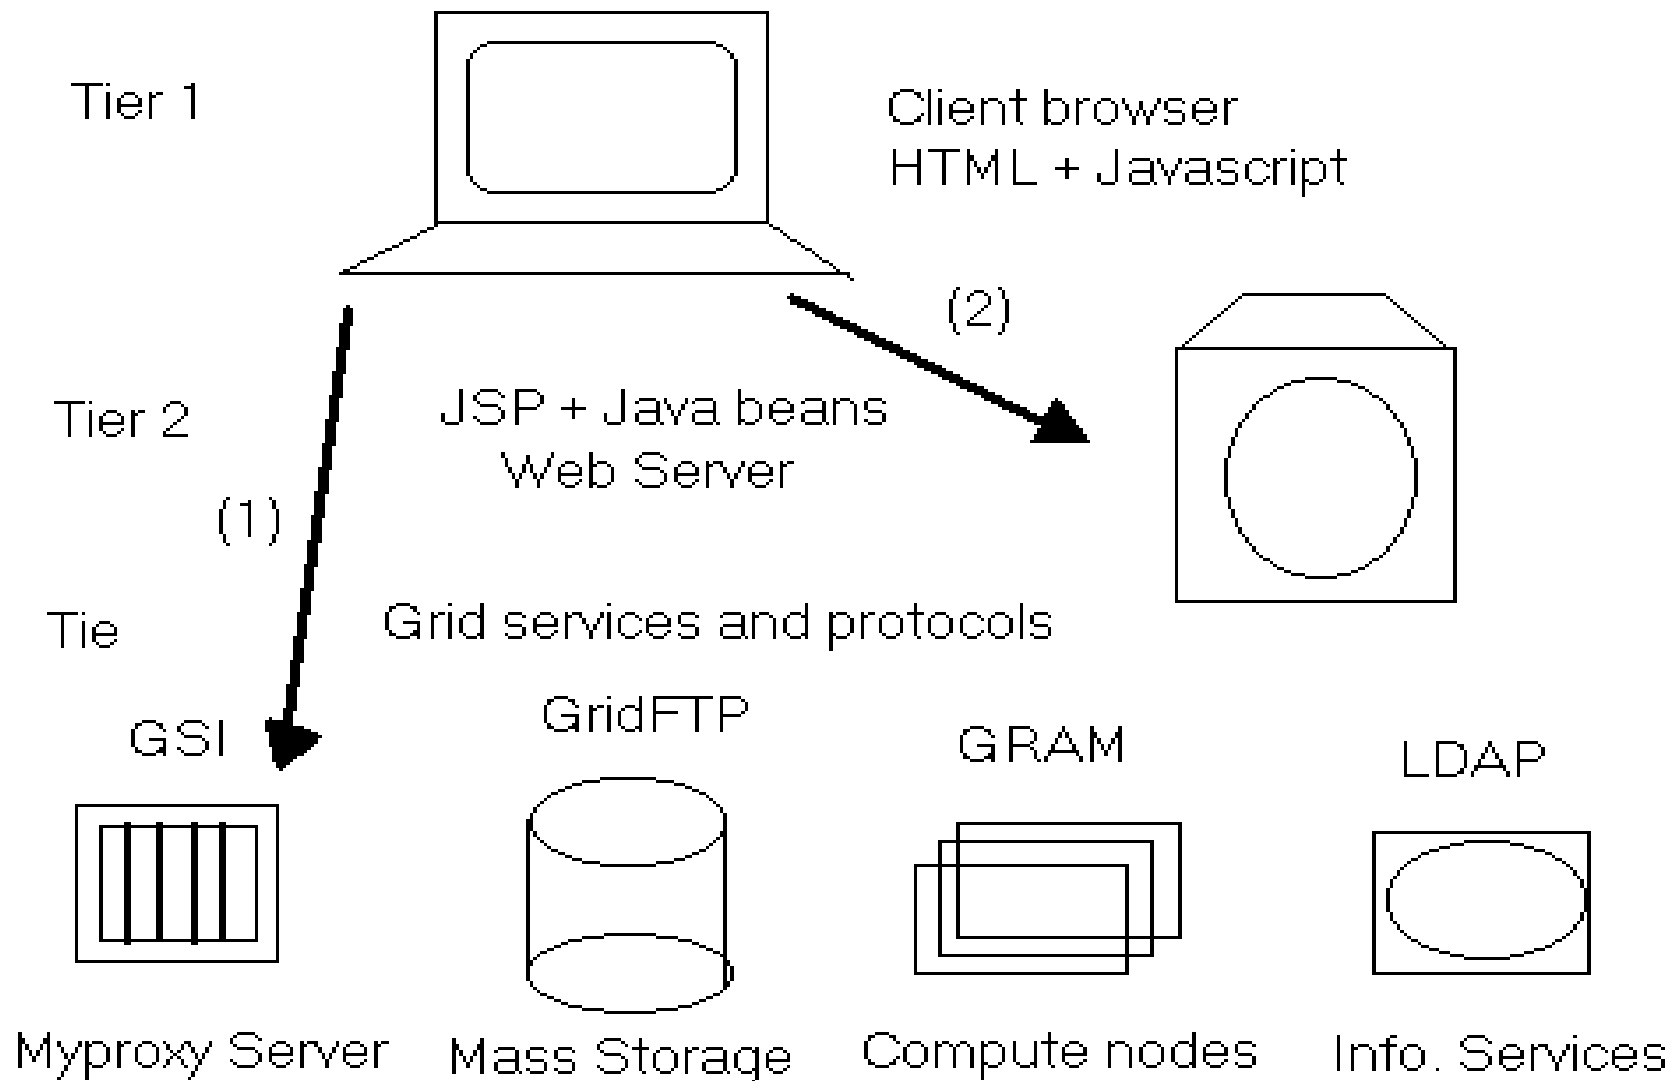 Tier 1
Client browser
HTML + Javascript
(2)
Tier 2
JSP + Java beans
Web Server
(1)
Tie
Grid services and protocols
GSI
GridFTP
GRAM
LDAP
Myproxy Server
Mass Storage
Compute nodes
Info. Services